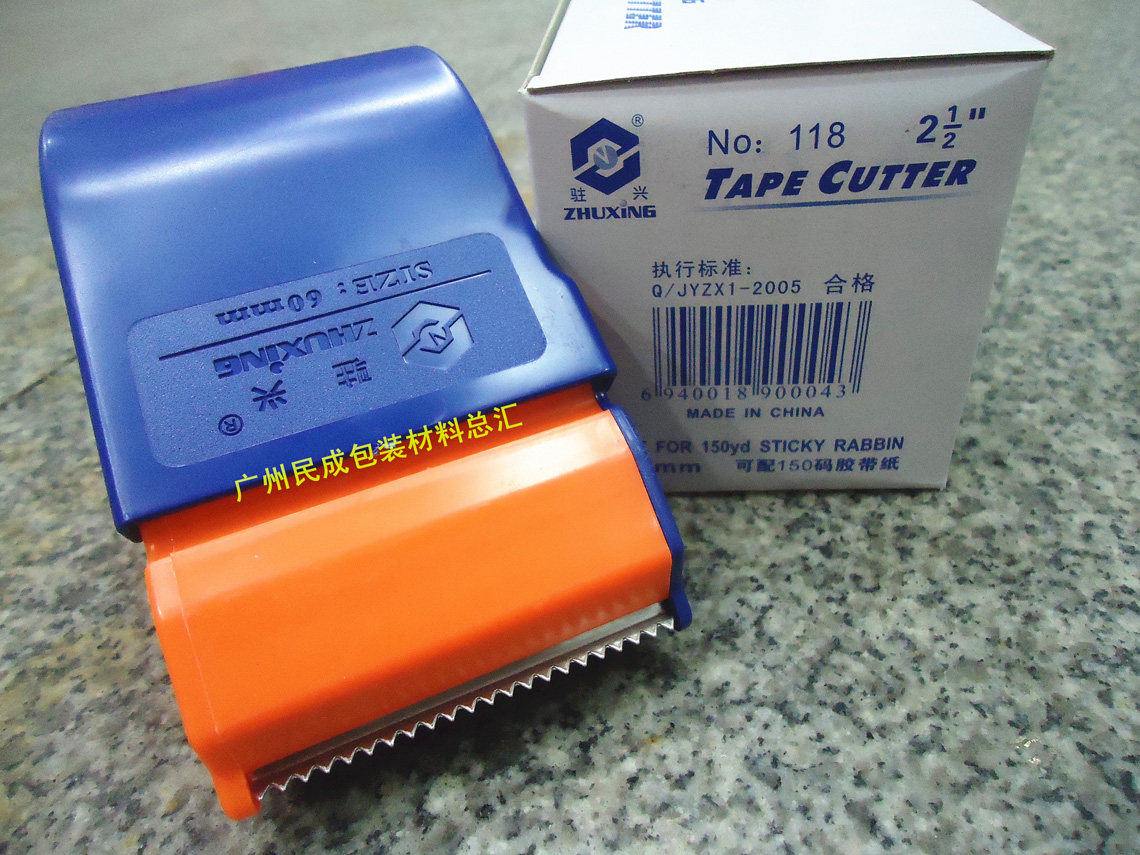 SIZE: 60mm
驻兴
ZHUXING
®
广州民成包装材料总汇
®
驻 兴
ZHUXING
No: 118 2½"
TAPE CUTTER
执行标准:
Q/JYZX1-2005 合格
6 940018 900043
MADE IN CHINA
FOR 150yd STICKY RABBIN
mm 可配150码胶带纸